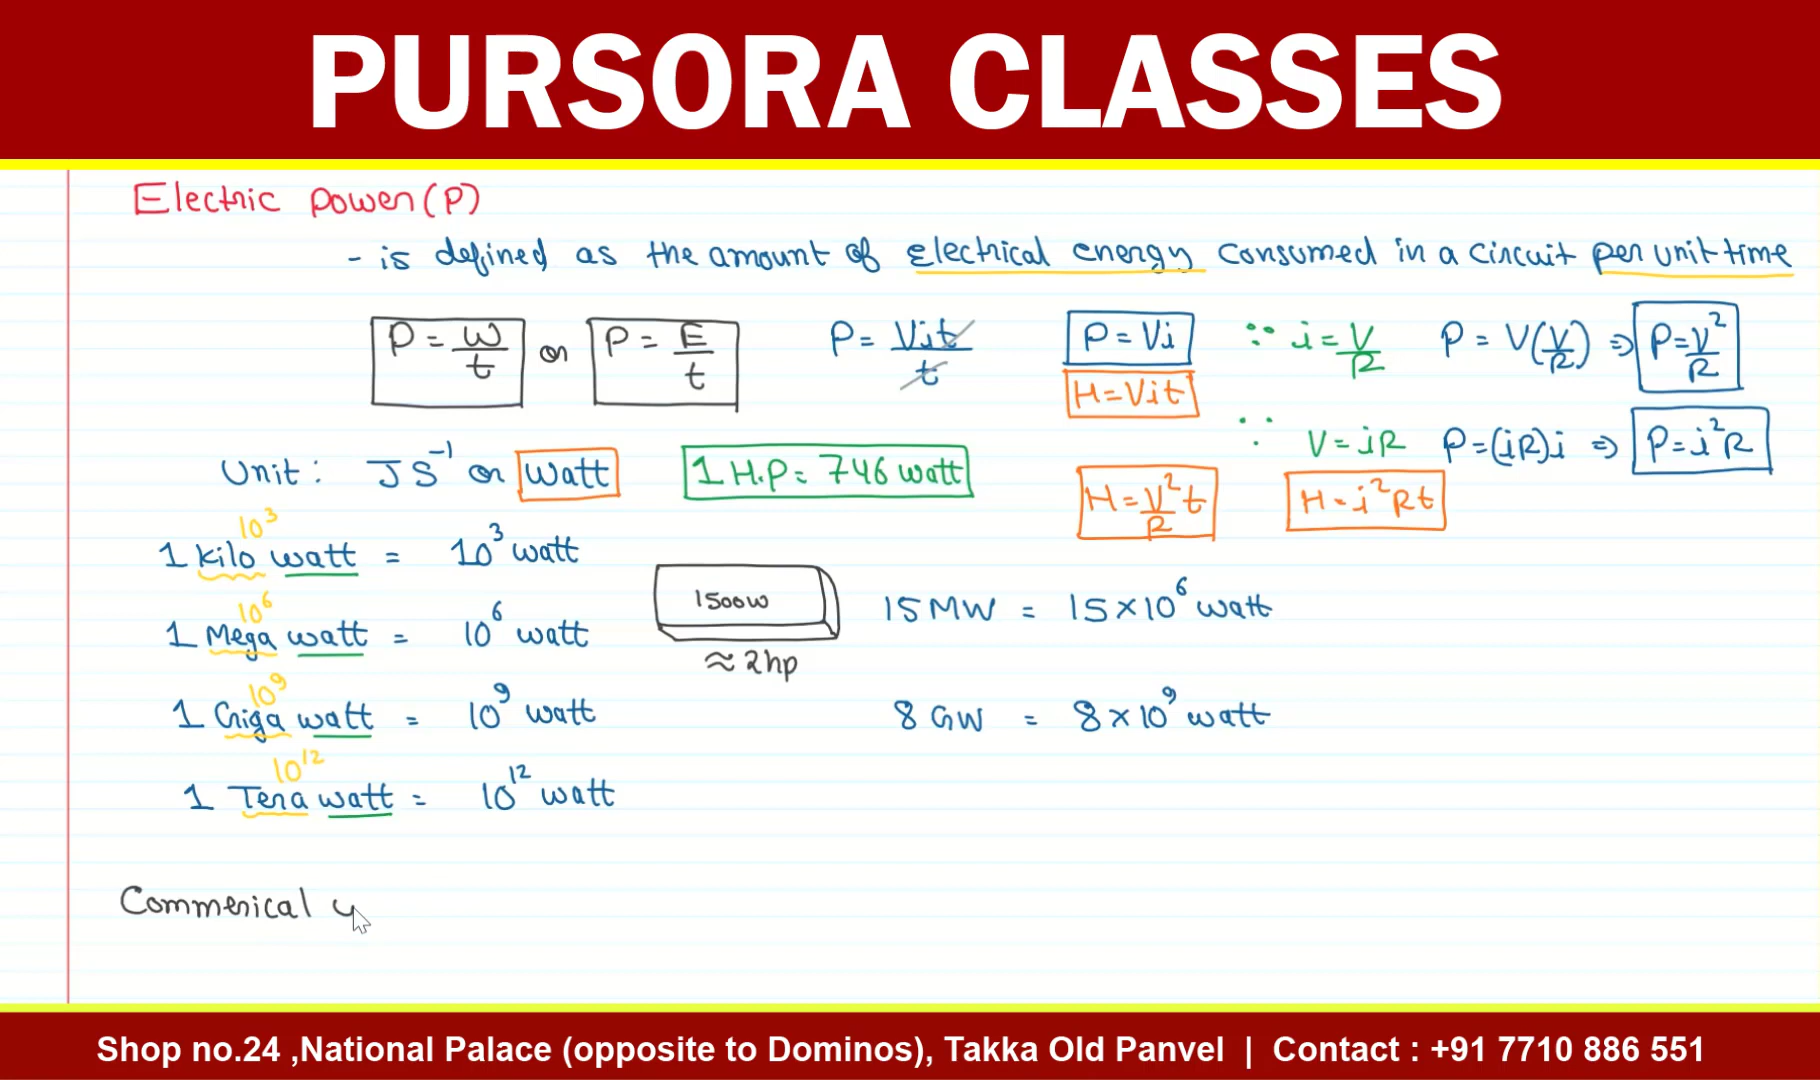 PURSORA CLASSES
Electric Power (P)
- is defined as the amount of electrical energy consumed in a circuit per unit time
P = W/t or P = E/t P = Vit/t P = Vi ∵ i = V/R P = V(V/R) ⇒ P = V²/R
H = Vit
∵ V = iR P = (iR)i ⇒ P = i²R
Unit : JS⁻¹ or Watt 1 H.P = 746 watt
H = V²/R t H = i²Rt
10³
1 kilo watt = 10³ watt
10⁶
1 Mega watt = 10⁶ watt
1500W
≈ 2hp
15 MW = 15 × 10⁶ watt
10⁹
1 Giga watt = 10⁹ watt
8 GW = 8 × 10⁹ watt
10¹²
1 Tera watt = 10¹² watt
Commerical u
Shop no.24 ,National Palace (opposite to Dominos), Takka Old Panvel | Contact : +91 7710 886 551